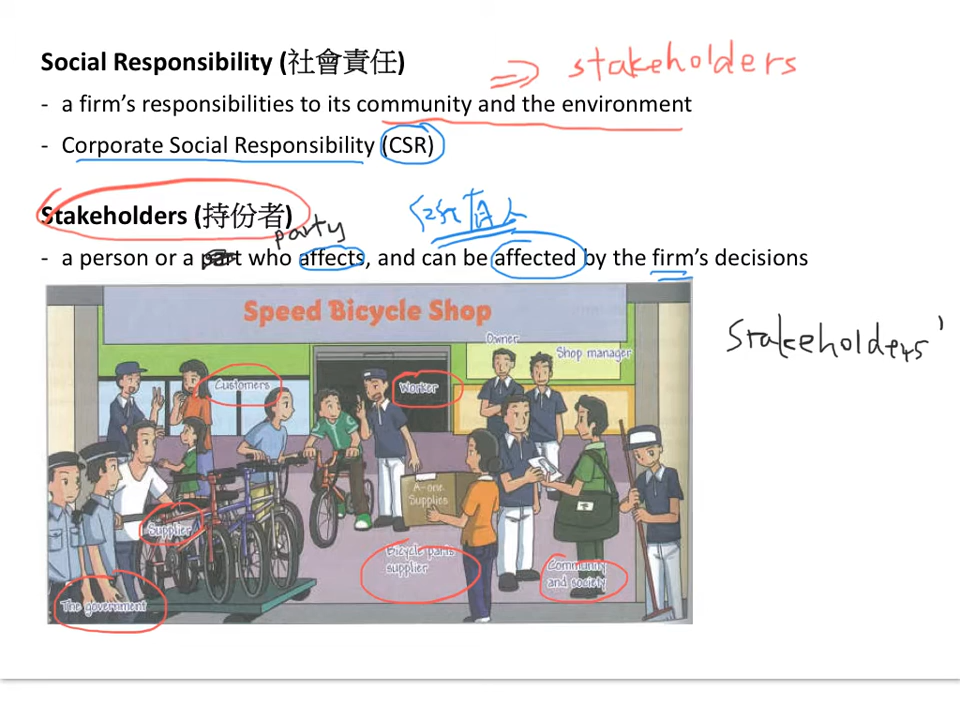 Social Responsibility (社會責任)
⇒ stakeholders
- a firm's responsibilities to its community and the environment
- Corporate Social Responsibility (CSR)
Stakeholders (持份者)
party
- a person or a part who affects, and can be affected by the firm's decisions
Speed Bicycle Shop
Stakeholders'
Owner
Shop manager
Customers
Worker
A-one
Supplies
Supplier
Bicycle parts
supplier
Community
and society
The government